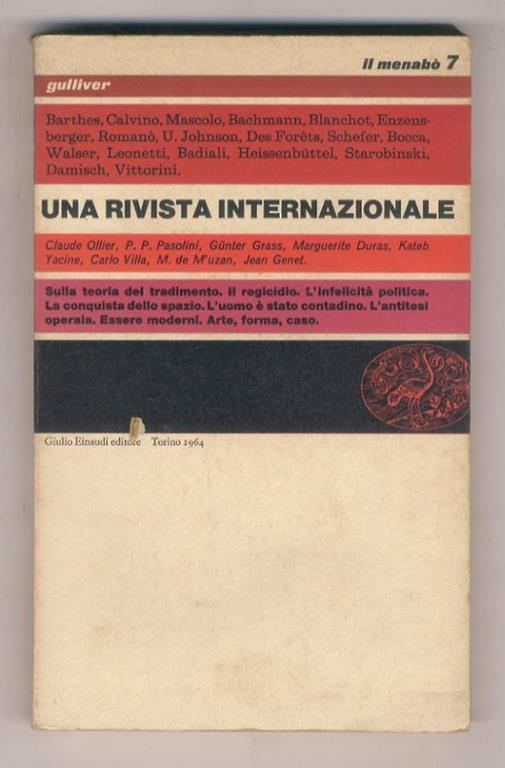 il menabò 7
gulliver
Barthes, Calvino, Mascolo, Bachmann, Blanchot, Enzens-
berger, Romanò, U. Johnson, Des Forêts, Schefer, Bocca,
Walser, Leonetti, Badiali, Heissenbüttel, Starobinski,
Damisch, Vittorini.
UNA RIVISTA INTERNAZIONALE
Claude Ollier, P. P. Pasolini, Günter Grass, Marguerite Duras, Kateb
Yacine, Carlo Villa, M. de M'uzan, Jean Genet.
Sulla teoria del tradimento. Il regicidio. L'infelicità politica.
La conquista dello spazio. L'uomo è stato contadino. L'antitesi
operaia. Essere moderni. Arte, forma, caso.
Giulio Einaudi editore Torino 1964